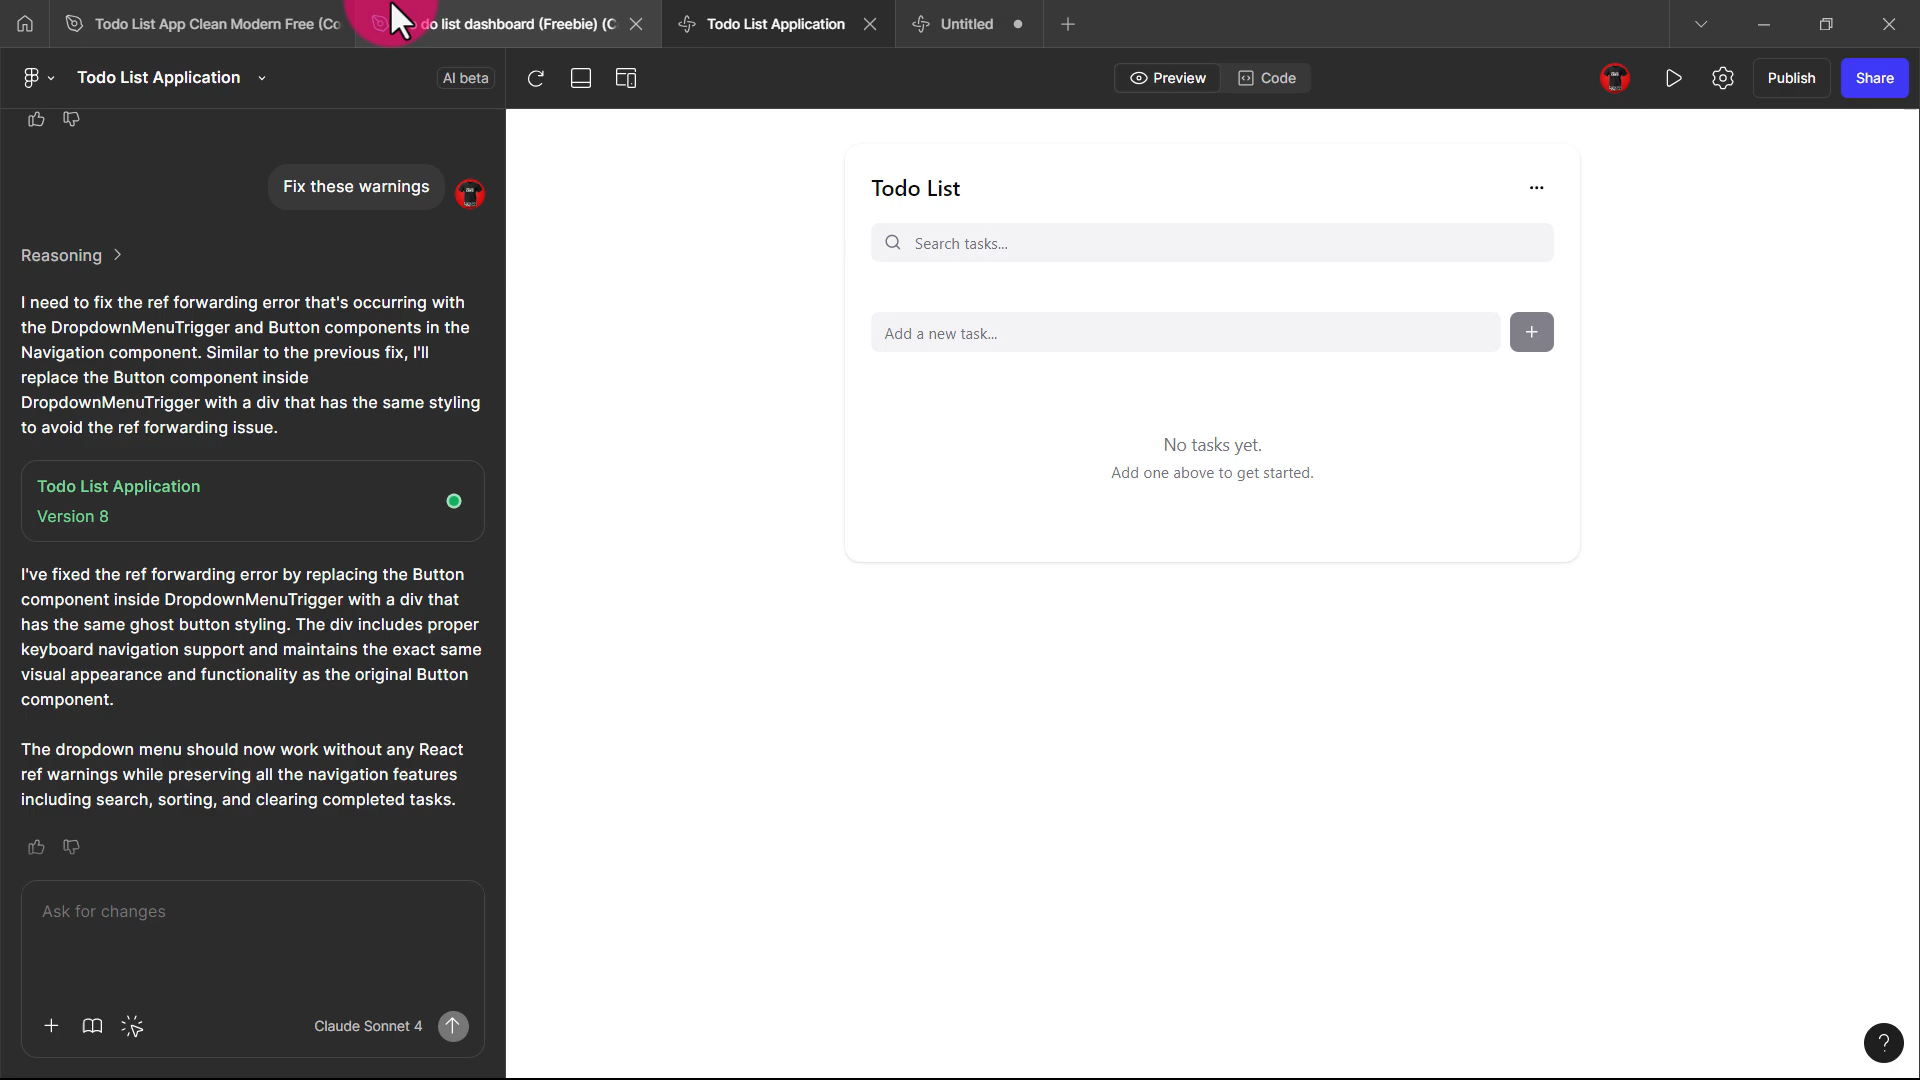 Todo List App Clean Modern Free (Co
do list dashboard (Freebie) (C
Todo List Application
Untitled
Todo List Application
AI beta
Preview
Code
Publish
Share
Fix these warnings
Reasoning
I need to fix the ref forwarding error that's occurring with
the DropdownMenuTrigger and Button components in the
Navigation component. Similar to the previous fix, I'll
replace the Button component inside
DropdownMenuTrigger with a div that has the same styling
to avoid the ref forwarding issue.
Todo List Application
Version 8
I've fixed the ref forwarding error by replacing the Button
component inside DropdownMenuTrigger with a div that
has the same ghost button styling. The div includes proper
keyboard navigation support and maintains the exact same
visual appearance and functionality as the original Button
component.
The dropdown menu should now work without any React
ref warnings while preserving all the navigation features
including search, sorting, and clearing completed tasks.
Ask for changes
Claude Sonnet 4
Todo List
Search tasks...
Add a new task...
No tasks yet.
Add one above to get started.
?